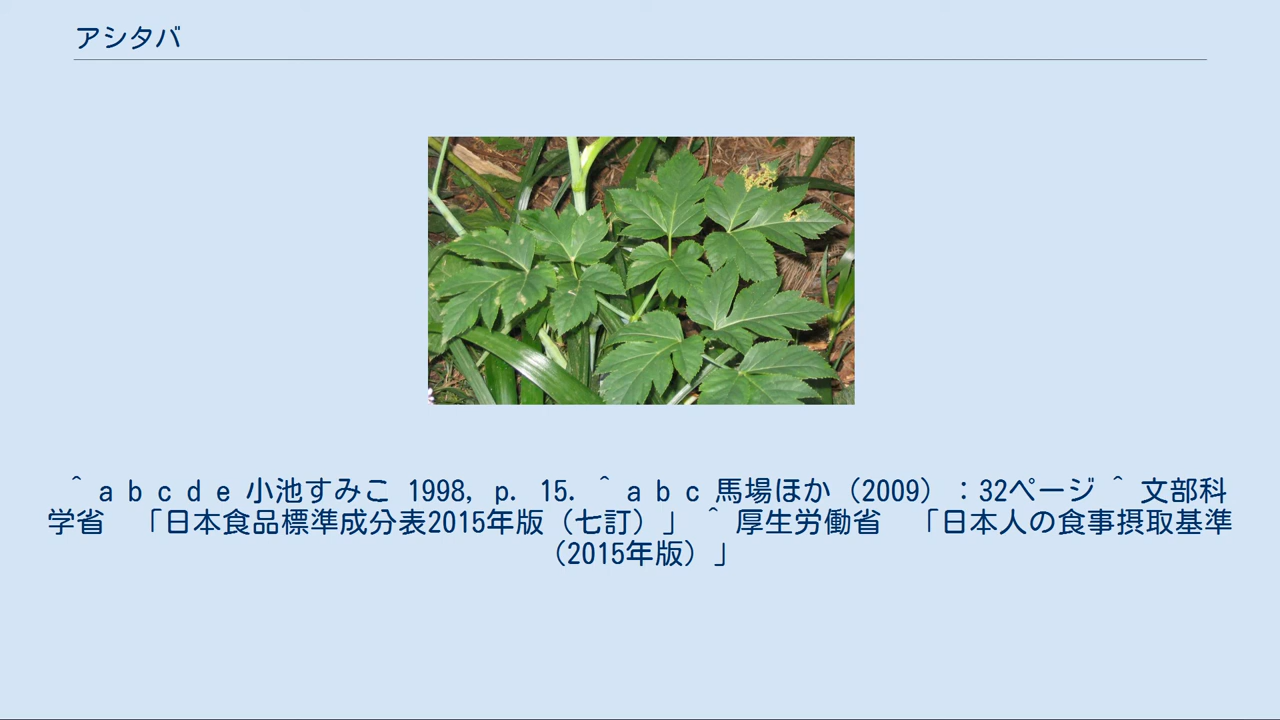 アシタバ
^ a b c d e 小池すみこ 1998, p. 15. ^ a b c 馬場ほか（2009）：32ページ ^ 文部科
学省　「日本食品標準成分表2015年版（七訂）」 ^ 厚生労働省　「日本人の食事摂取基準
（2015年版）」